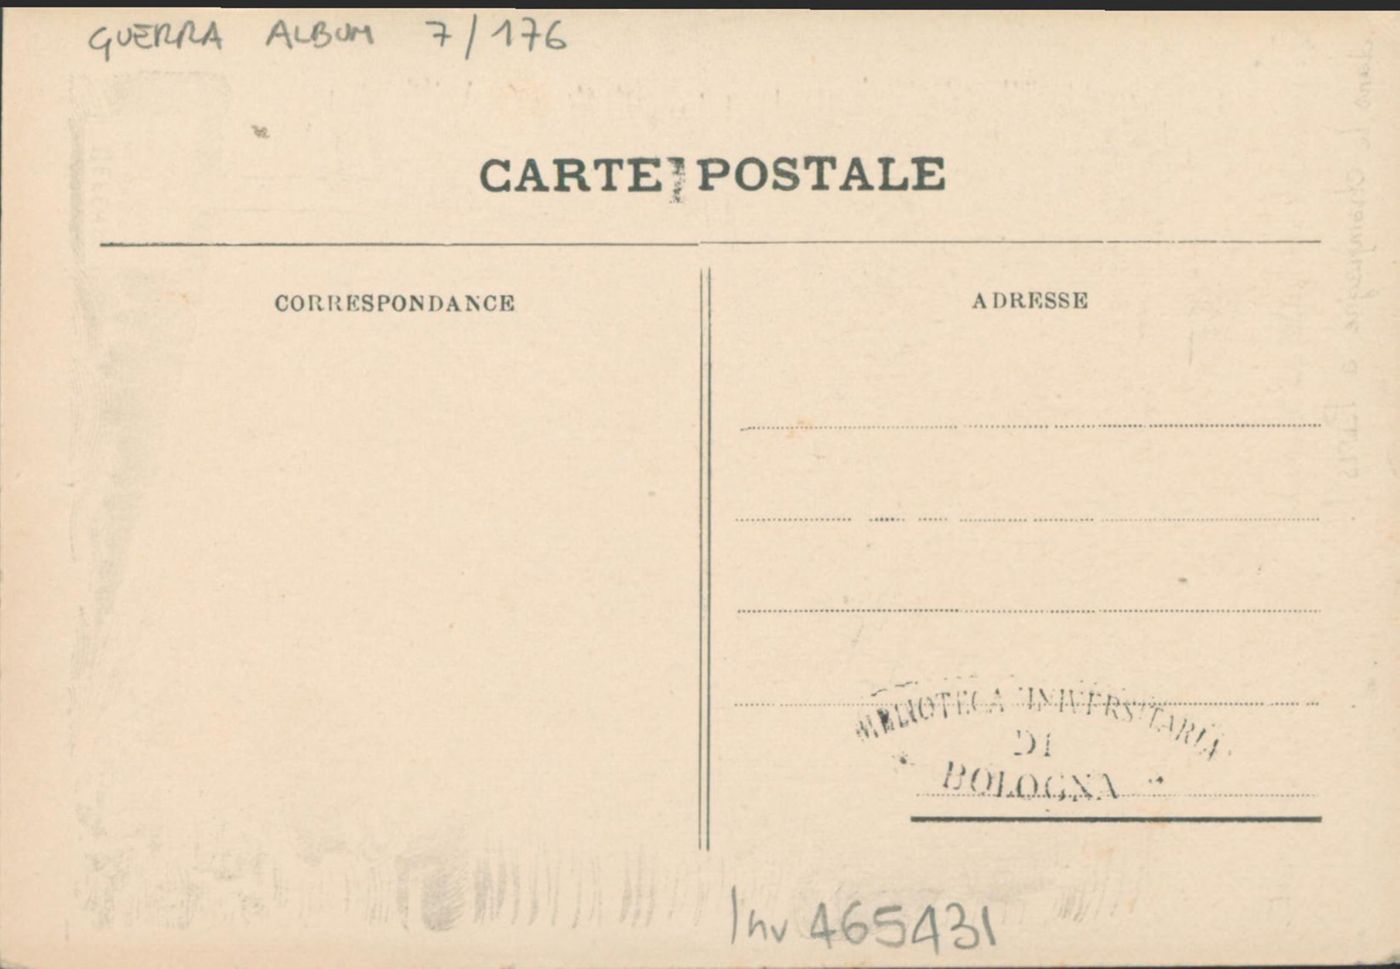 GUERRA ALBUM 7/176
CARTE POSTALE
CORRESPONDANCE
ADRESSE
BIBLIOTECA UNIVERSITARIA
DI
BOLOGNA
Inv 465431